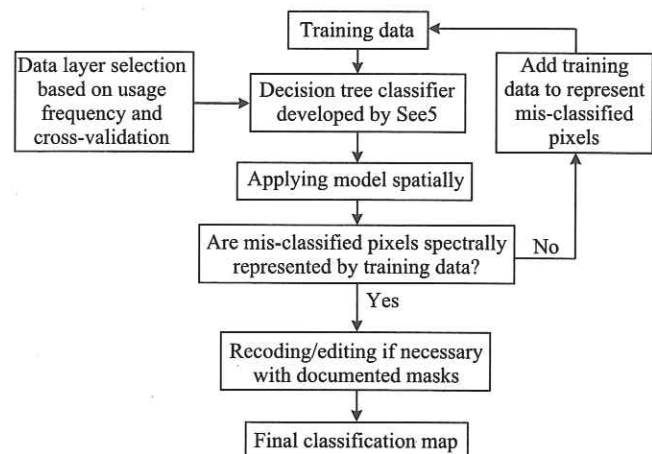 Training data
Data layer selection
based on usage
frequency and
cross-validation
Decision tree classifier
developed by See5
Add training
data to represent
mis-classified
pixels
Applying model spatially
Are mis-classified pixels spectrally
represented by training data?
No
Yes
Recoding/editing if necessary
with documented masks
Final classification map